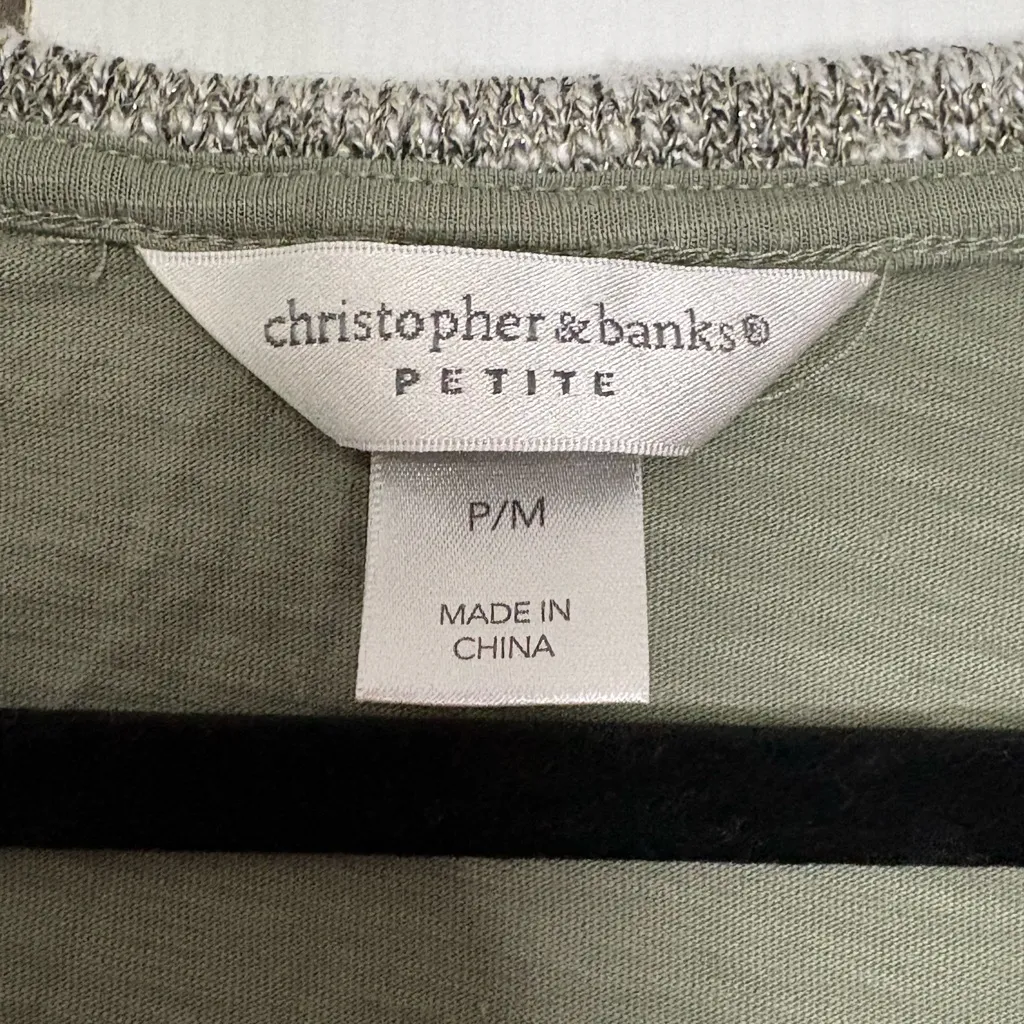 christopher & banks®
PETITE
P/M
MADE IN
CHINA